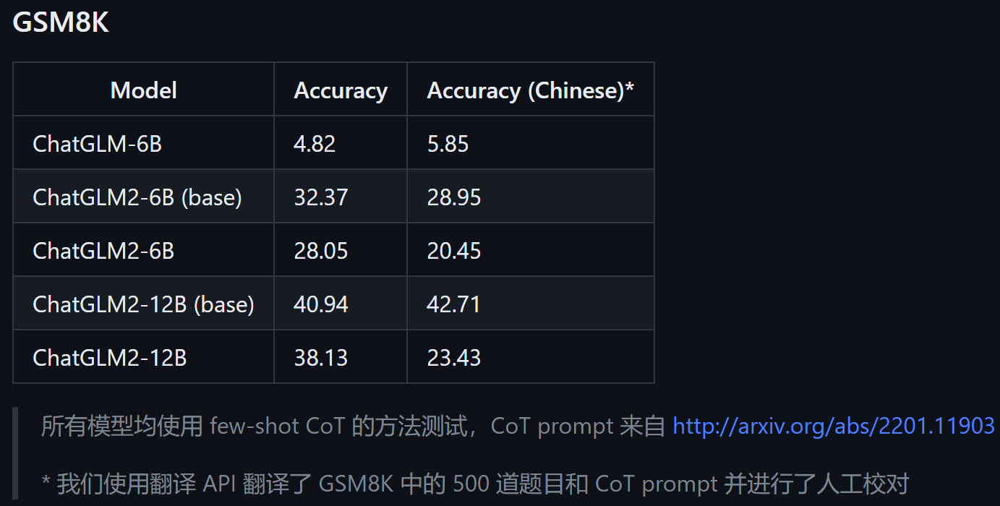 GSM8K
Model Accuracy Accuracy (Chinese)*
ChatGLM-6B 4.82 5.85
ChatGLM2-6B (base) 32.37 28.95
ChatGLM2-6B 28.05 20.45
ChatGLM2-12B (base) 40.94 42.71
ChatGLM2-12B 38.13 23.43
所有模型均使用 few-shot CoT 的方法测试，CoT prompt 来自 http://arxiv.org/abs/2201.11903
* 我们使用翻译 API 翻译了 GSM8K 中的 500 道题目和 CoT prompt 并进行了人工校对